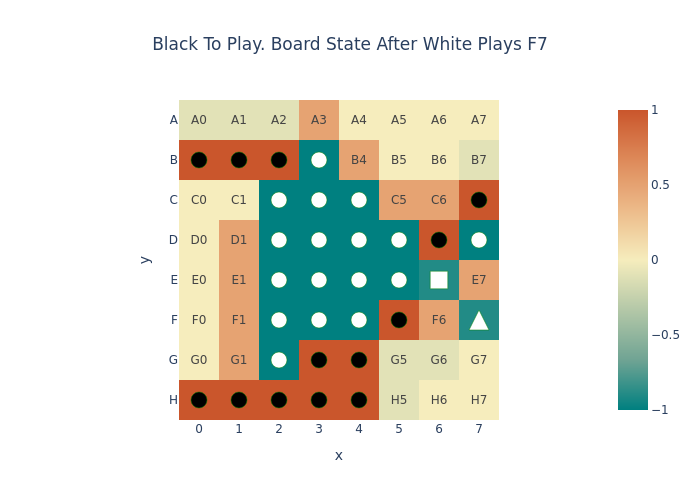 Black To Play. Board State After White Plays F7
A A0 A1 A2 A3 A4 A5 A6 A7
B B4 B5 B6 B7
C C0 C1 C5 C6
D D0 D1
E E0 E1 E7
F F0 F1 F6
G G0 G1 G5 G6 G7
H H5 H6 H7
0 1 2 3 4 5 6 7
x
y
1
0.5
0
−0.5
−1